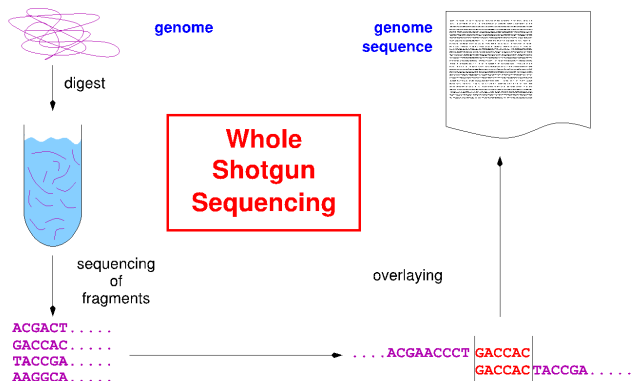 genome
digest
Whole
Shotgun
Sequencing
genome
sequence
sequencing
of
fragments
overlaying
ACGACT.....
GACCAC.....
TACCGA.....
AAGGCA.....
....ACGAACCCT GACCAC
GACCAC TACCGA.....